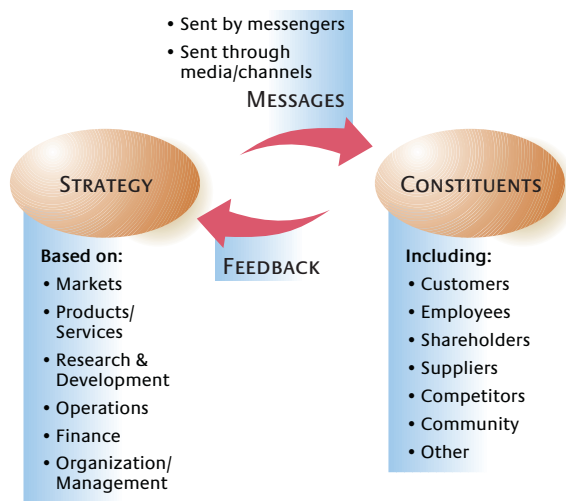 • Sent by messengers
• Sent through
media/channels
MESSAGES
STRATEGY
CONSTITUENTS
FEEDBACK
Based on:
• Markets
• Products/
Services
• Research &
Development
• Operations
• Finance
• Organization/
Management
Including:
• Customers
• Employees
• Shareholders
• Suppliers
• Competitors
• Community
• Other